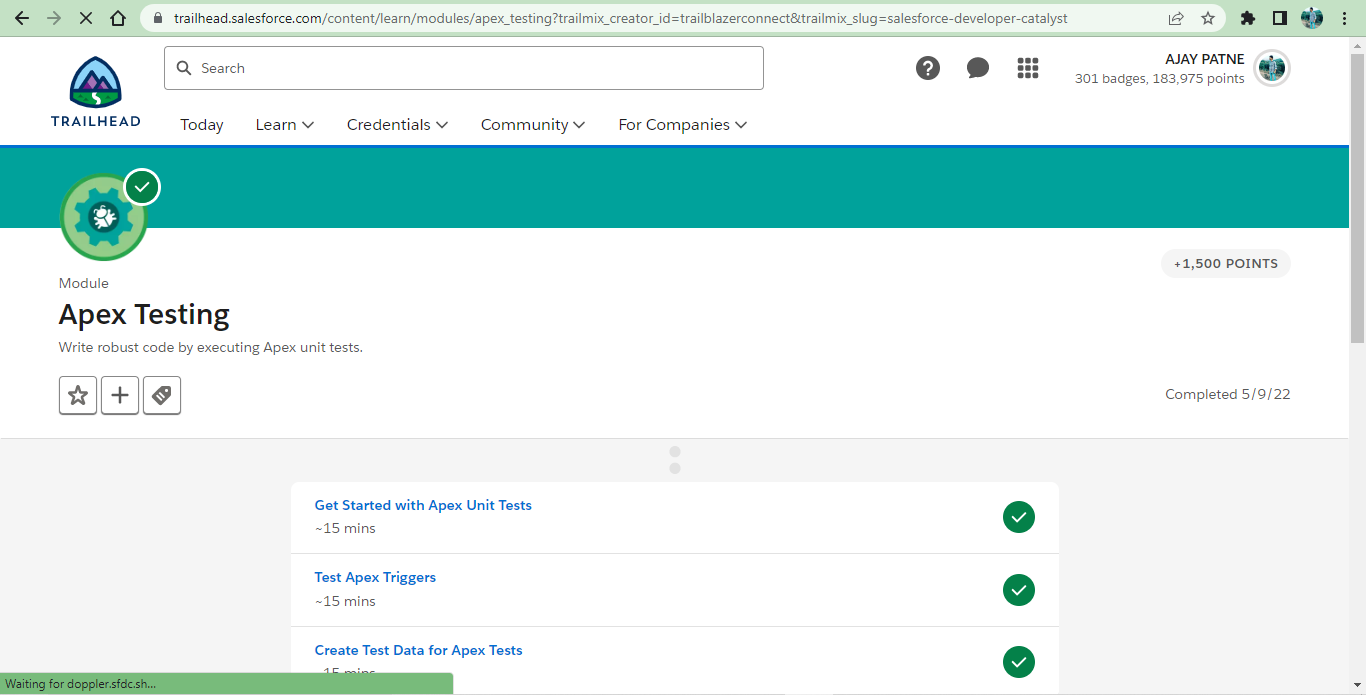 trailhead.salesforce.com/content/learn/modules/apex_testing?trailmix_creator_id=trailblazerconnect&trailmix_slug=salesforce-developer-catalyst
TRAILHEAD
Search
?
AJAY PATNE
301 badges, 183,975 points
Today
Learn
Credentials
Community
For Companies
+1,500 POINTS
Module
Apex Testing
Write robust code by executing Apex unit tests.
Completed 5/9/22
Get Started with Apex Unit Tests
~15 mins
Test Apex Triggers
~15 mins
Create Test Data for Apex Tests
~15 mins
Waiting for doppler.sfdc.sh...